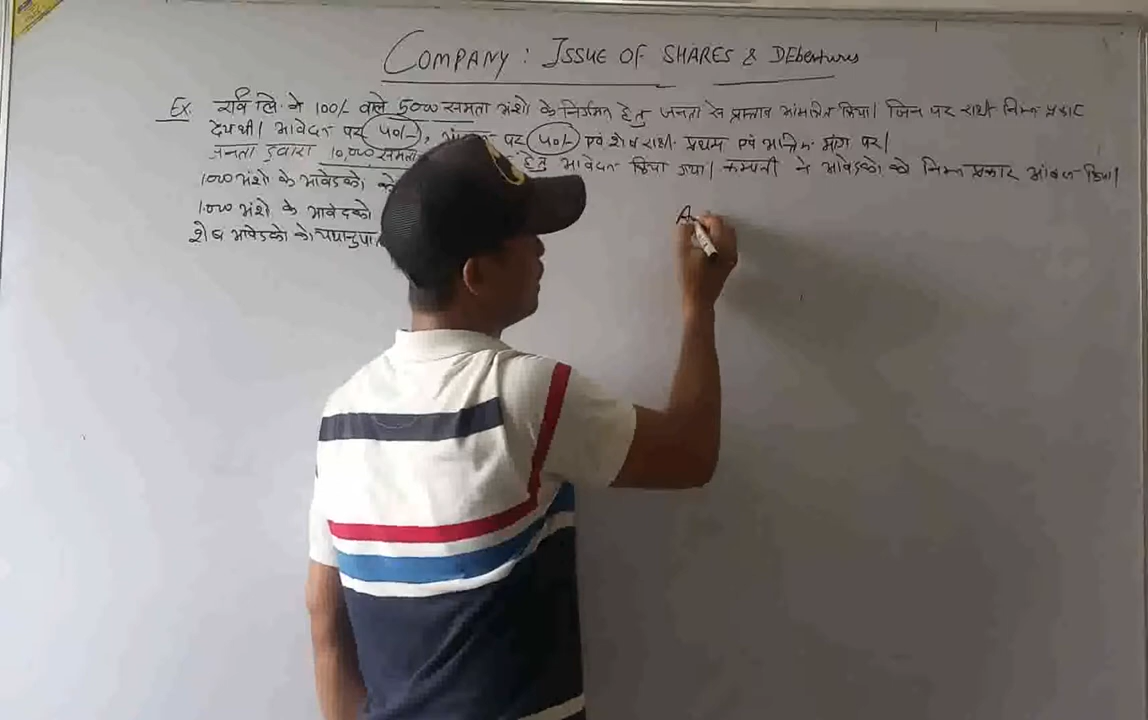 COMPANY: ISSUE OF SHARES & DEbentures
Ex. रवि लि. ने 100/- वाले 5000 समता अंशो के निर्गमन हेतु जनता से प्रस्ताव आमंत्रित किया। जिन पर राशी निम्न प्रकार
देय थी। आवेदन पर 40/-, पर 40/- एवं शेष राशी प्रथम एवं अन्तिम मांग पर।
जनता द्वारा 10,000 समता हेतु आवेदन किया गया। कम्पनी ने आवेदको को निम्न प्रकार आंवटन किया।
1000 अंशो के आवेदको को
1000 अंशो के आवेदको
शेष आवेदको को यथानुपा
A